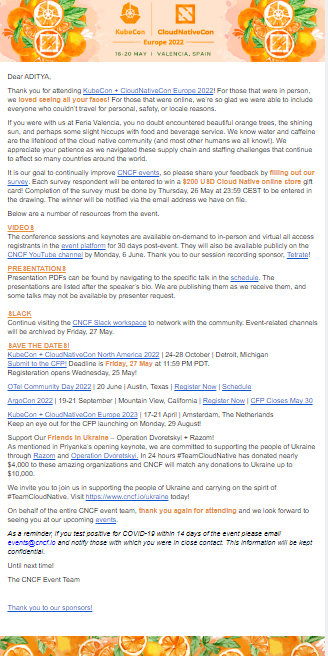 KubeCon
CloudNativeCon
Europe 2022
16-20 MAY | VALENCIA, SPAIN
Dear ADITYA,
Thank you for attending KubeCon + CloudNativeCon Europe 2022! For those that were in person,
we loved seeing all your faces! For those that were online, we're so glad we were able to include
everyone who couldn't travel for personal, safety, or locale reasons.
If you were with us at Feria Valencia, you no doubt encountered beautiful orange trees, the shining
sun, and perhaps some slight hiccups with food and beverage service. We know water and caffeine
are the lifeblood of the cloud native community (and most other humans we all know!). We
appreciate your patience as we navigated these supply chain and staffing challenges that continue
to affect so many countries around the world.
It is our goal to continually improve CNCF events, so please share your feedback by filling out our
survey. Each survey respondent will be entered to win a $200 USD Cloud Native online store gift
card! Completion of the survey must be done by Thursday, 26 May at 23:59 CEST to be entered in
the drawing. The winner will be notified via the email address we have on file.
Below are a number of resources from the event.
VIDEOS
The conference sessions and keynotes are available on-demand to in-person and virtual all access
registrants in the event platform for 30 days post-event. They will also be available publicly on the
CNCF YouTube channel by Monday, 6 June. Thank you to our session recording sponsor, Tetrate!
PRESENTATIONS
Presentation PDFs can be found by navigating to the specific talk in the schedule. The
presentations are listed after the speaker's bio. We are publishing them as we receive them, and
some talks may not be available by presenter request.
SLACK
Continue visiting the CNCF Slack workspace to network with the community. Event-related channels
will be archived by Friday, 27 May.
SAVE THE DATES!
KubeCon + CloudNativeCon North America 2022 | 24-28 October | Detroit, Michigan
Submit to the CFP! Deadline is Friday, 27 May at 11:59 PM PDT.
Registeration opens Wednesday, 25 May!
OTel Community Day 2022 | 20 June | Austin, Texas | Register Now | Schedule
ArgoCon 2022 | 19-21 September | Mountain View, California | Register Now | CFP Closes May 30
KubeCon + CloudNativeCon Europe 2023 | 17-21 April | Amsterdam, The Netherlands
Keep an eye out for the CFP launching on Monday, 29 August!
Support Our Friends in Ukraine – Operation Dvoretskyi + Razom!
As mentioned in Priyanka's opening keynote, we are committed to supporting the people of Ukraine
through Razom and Operation Dvoretskyi. In 24 hours #TeamCloudNative has donated nearly
$4,000 to these amazing organizations and CNCF will match any donations to Ukraine up to
$10,000.
We invite you to join us in supporting the people of Ukraine and carrying on the spirit of
#TeamCloudNative. Visit https://www.cncf.io/ukraine today!
On behalf of the entire CNCF event team, thank you again for attending and we look forward to
seeing you at our upcoming events.
As a reminder, if you test positive for COVID-19 within 14 days of the event please email
events@cncf.io and notify those with which you were in close contact. This information will be kept
confidential.
Until next time!
The CNCF Event Team
Thank you to our sponsors!